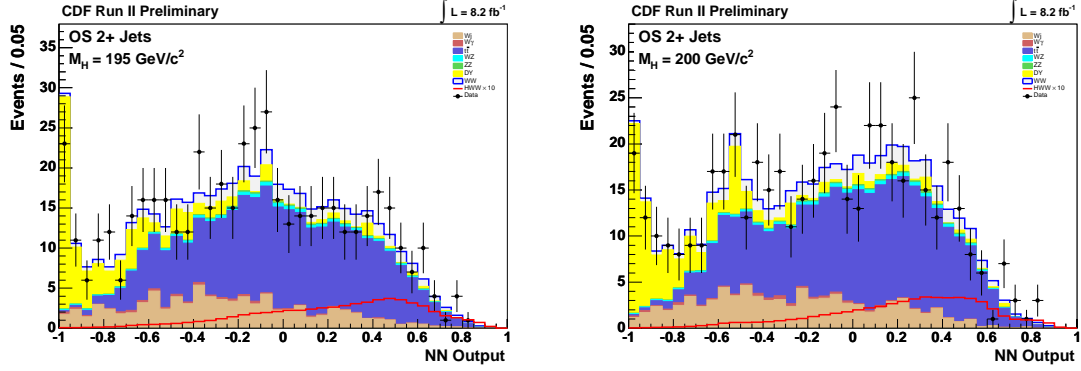 CDF Run II Preliminary
∫ L = 8.2 fb⁻¹
OS 2+ Jets
M_H = 195 GeV/c²
Wj
Wγ
tt̄
WZ
ZZ
DY
WW
HWW × 10
Data
Events / 0.05
35
30
25
20
15
10
5
0
-1 -0.8 -0.6 -0.4 -0.2 0 0.2 0.4 0.6 0.8 1
NN Output
CDF Run II Preliminary
∫ L = 8.2 fb⁻¹
OS 2+ Jets
M_H = 200 GeV/c²
Wj
Wγ
tt̄
WZ
ZZ
DY
WW
HWW × 10
Data
Events / 0.05
30
25
20
15
10
5
0
-1 -0.8 -0.6 -0.4 -0.2 0 0.2 0.4 0.6 0.8 1
NN Output